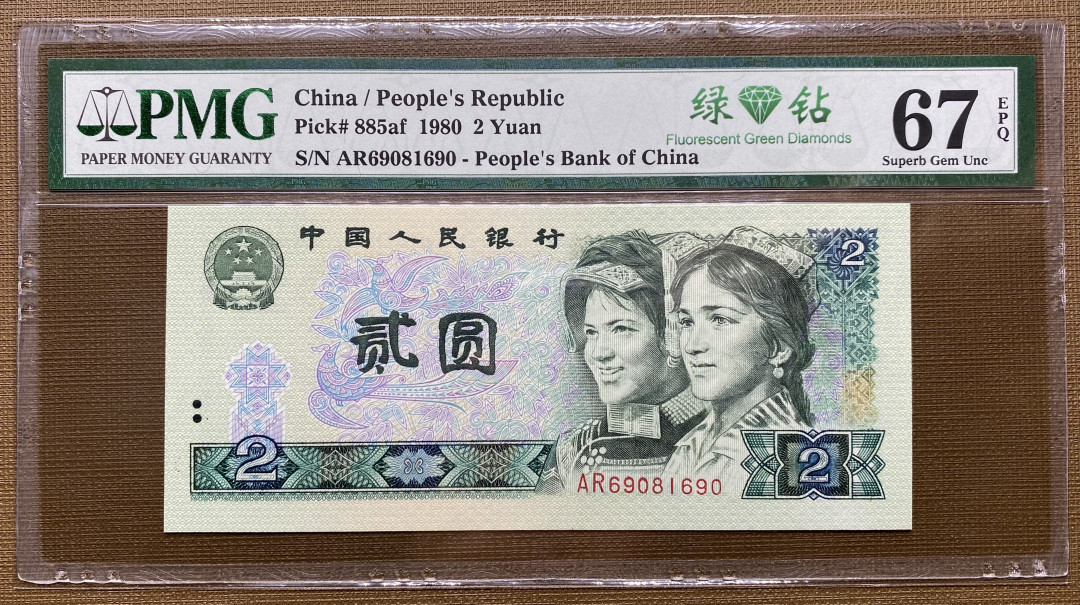 PMG
PAPER MONEY GUARANTY
China / People's Republic
Pick# 885af 1980 2 Yuan
S/N AR69081690 - People's Bank of China
绿 钻
Fluorescent Green Diamonds
67 EPQ
Superb Gem Unc
中国人民银行
2
贰圆
2
AR69081690
2